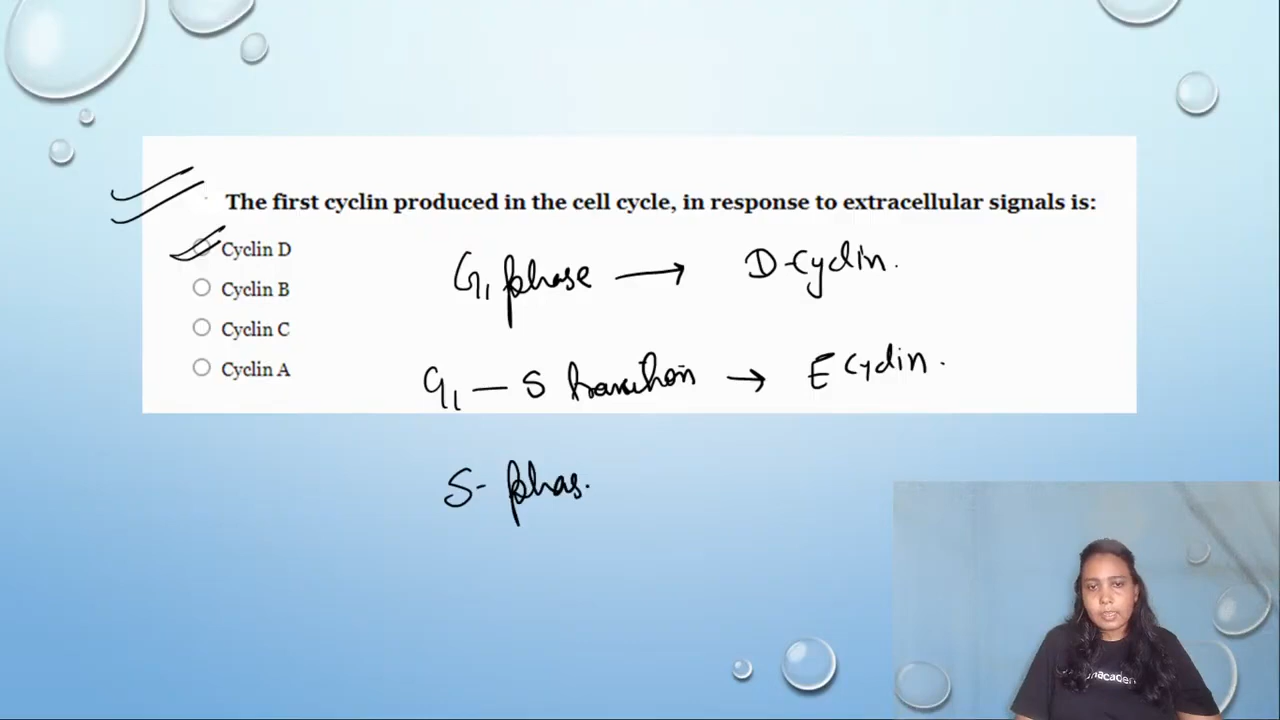 The first cyclin produced in the cell cycle, in response to extracellular signals is:
Cyclin D
Cyclin B
Cyclin C
Cyclin A
G1 phase → D-Cyclin.
G1 – S transition → E Cyclin.
S- phas.